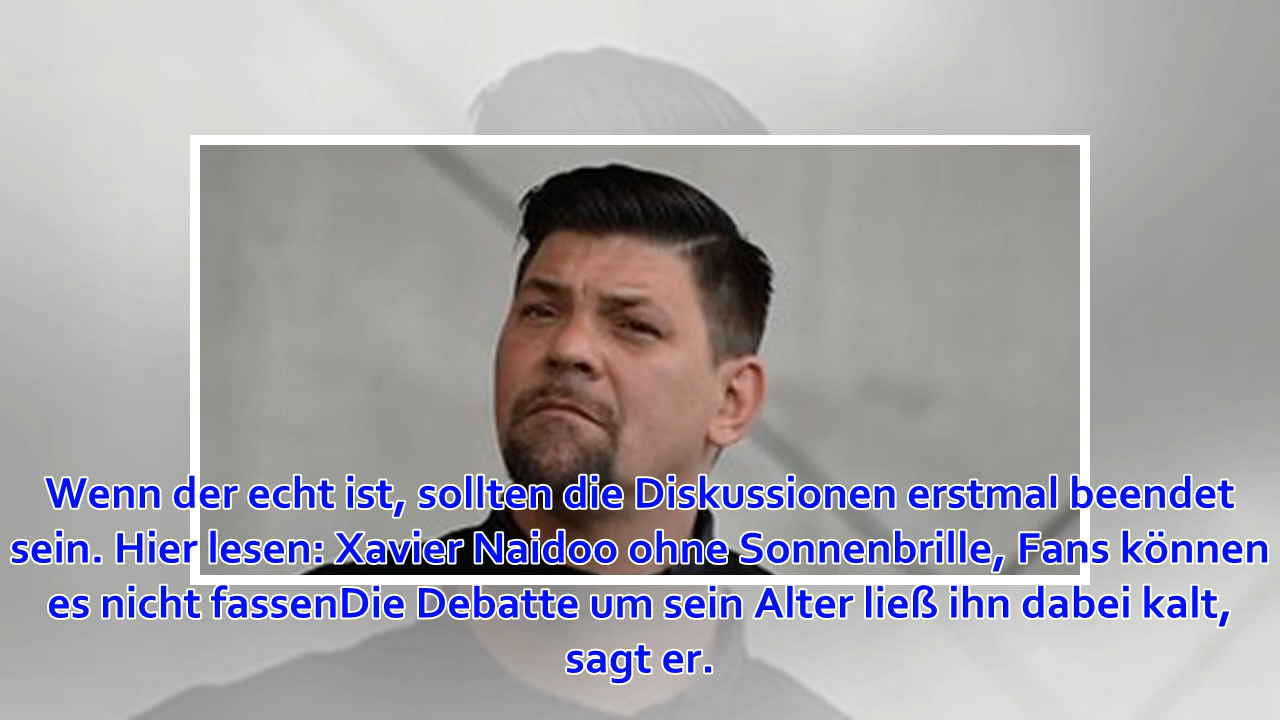 Wenn der echt ist, sollten die Diskussionen erstmal beendet
sein. Hier lesen: Xavier Naidoo ohne Sonnenbrille, Fans können
es nicht fassenDie Debatte um sein Alter ließ ihn dabei kalt,
sagt er.